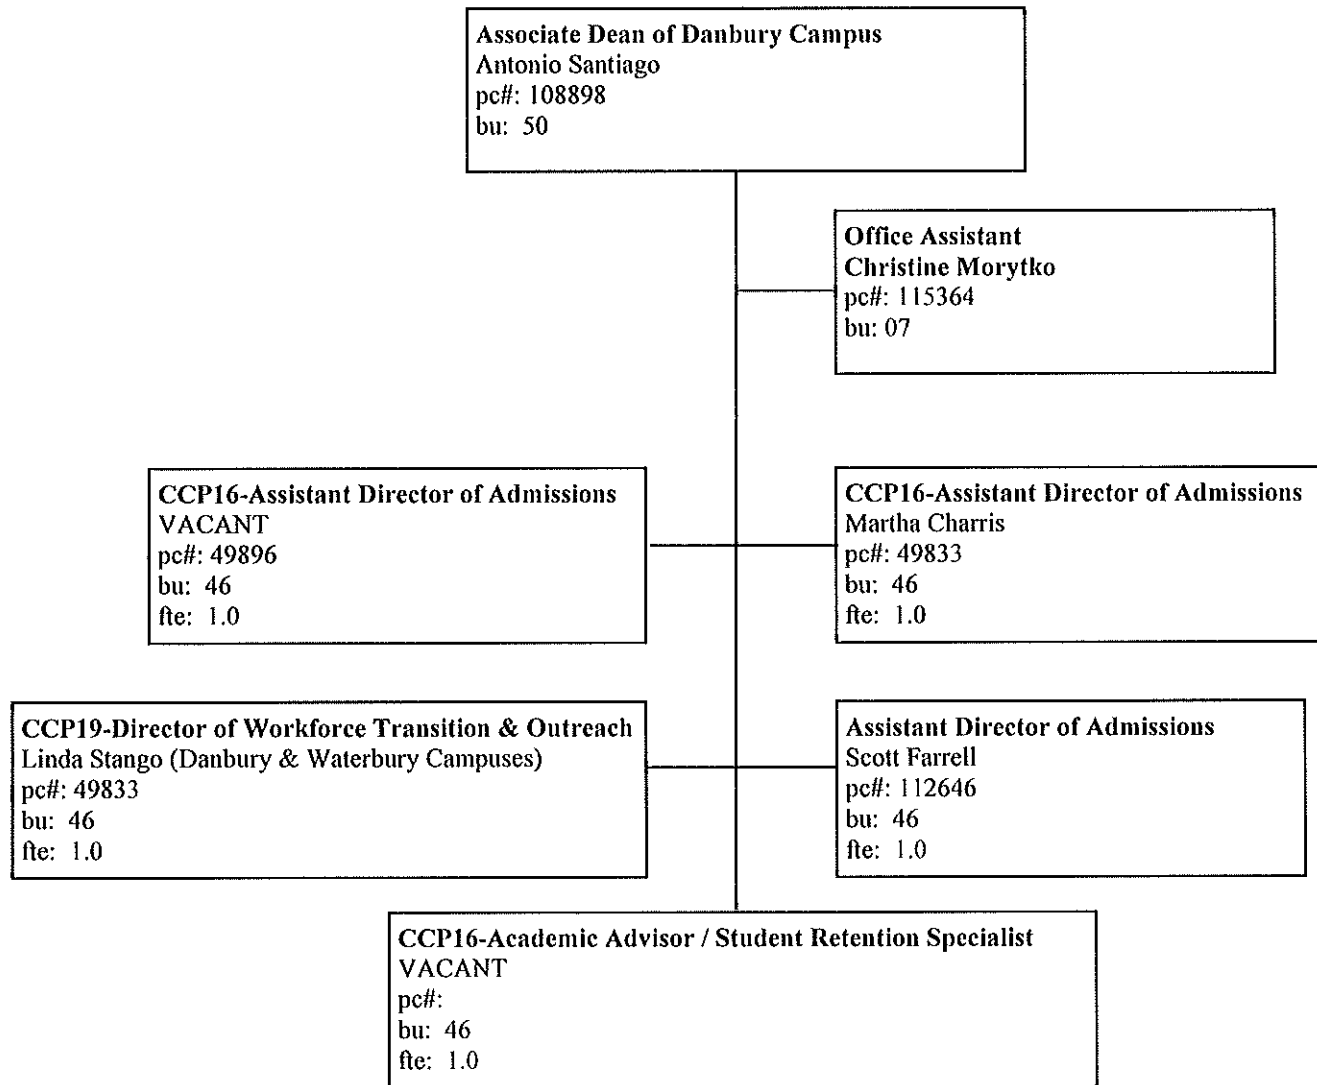 Associate Dean of Danbury Campus
Antonio Santiago
pc#: 108898
bu: 50
Office Assistant
Christine Morytko
pc#: 115364
bu: 07
CCP16-Assistant Director of Admissions
VACANT
pc#: 49896
bu: 46
fte: 1.0
CCP16-Assistant Director of Admissions
Martha Charris
pc#: 49833
bu: 46
fte: 1.0
CCP19-Director of Workforce Transition & Outreach
Linda Stango (Danbury & Waterbury Campuses)
pc#: 49833
bu: 46
fte: 1.0
Assistant Director of Admissions
Scott Farrell
pc#: 112646
bu: 46
fte: 1.0
CCP16-Academic Advisor / Student Retention Specialist
VACANT
pc#:
bu: 46
fte: 1.0